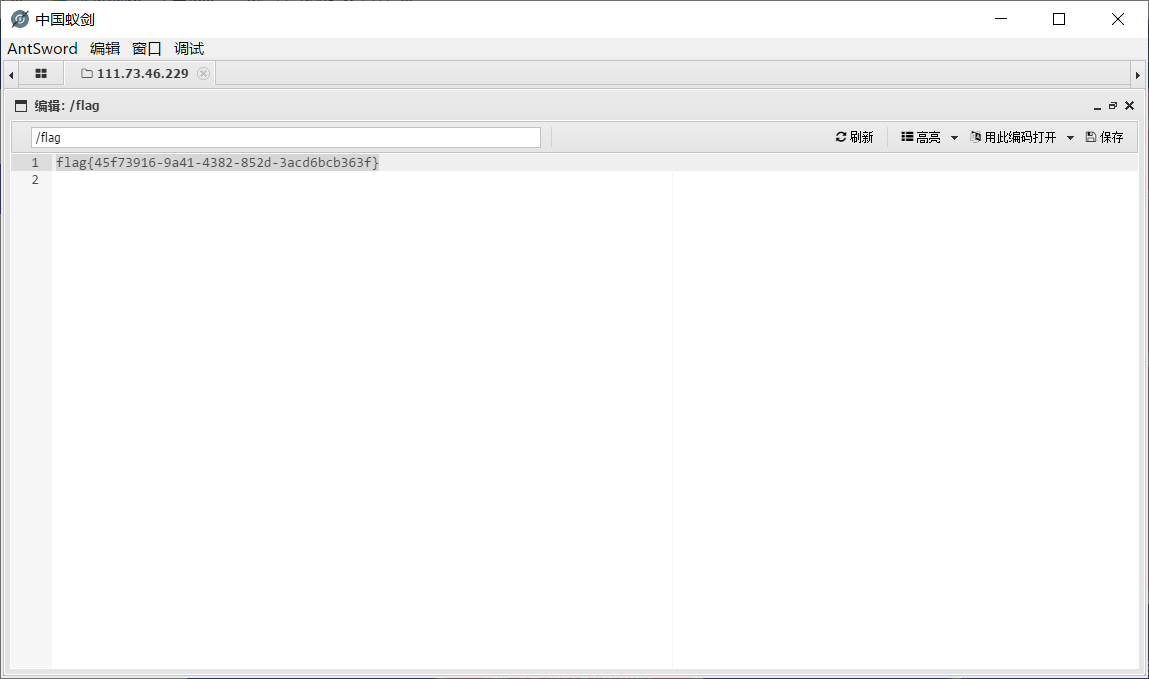 中国蚁剑
AntSword 编辑 窗口 调试
111.73.46.229
编辑: /flag
/flag 刷新 高亮 用此编码打开 保存
1 flag{45f73916-9a41-4382-852d-3acd6bcb363f}
2